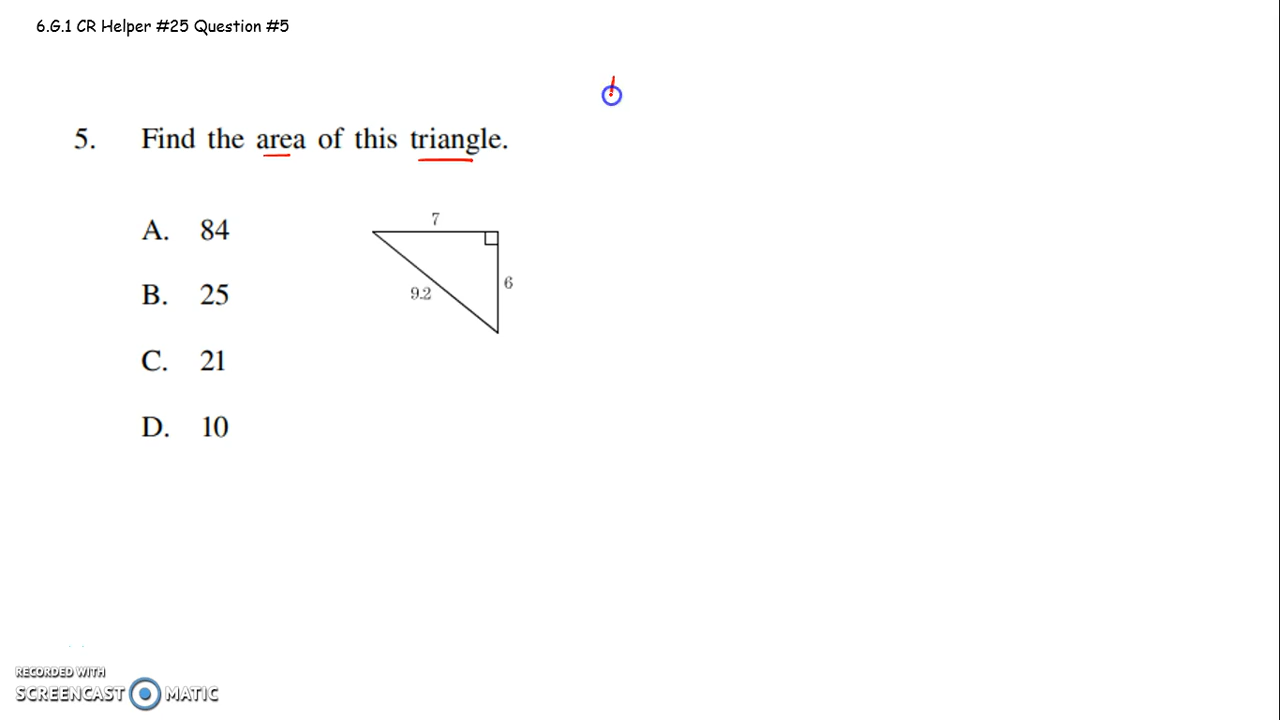 6.G.1 CR Helper #25 Question #5
5. Find the area of this triangle.
A. 84
B. 25
C. 21
D. 10
7
6
9.2
RECORDED WITH
SCREENCAST MATIC